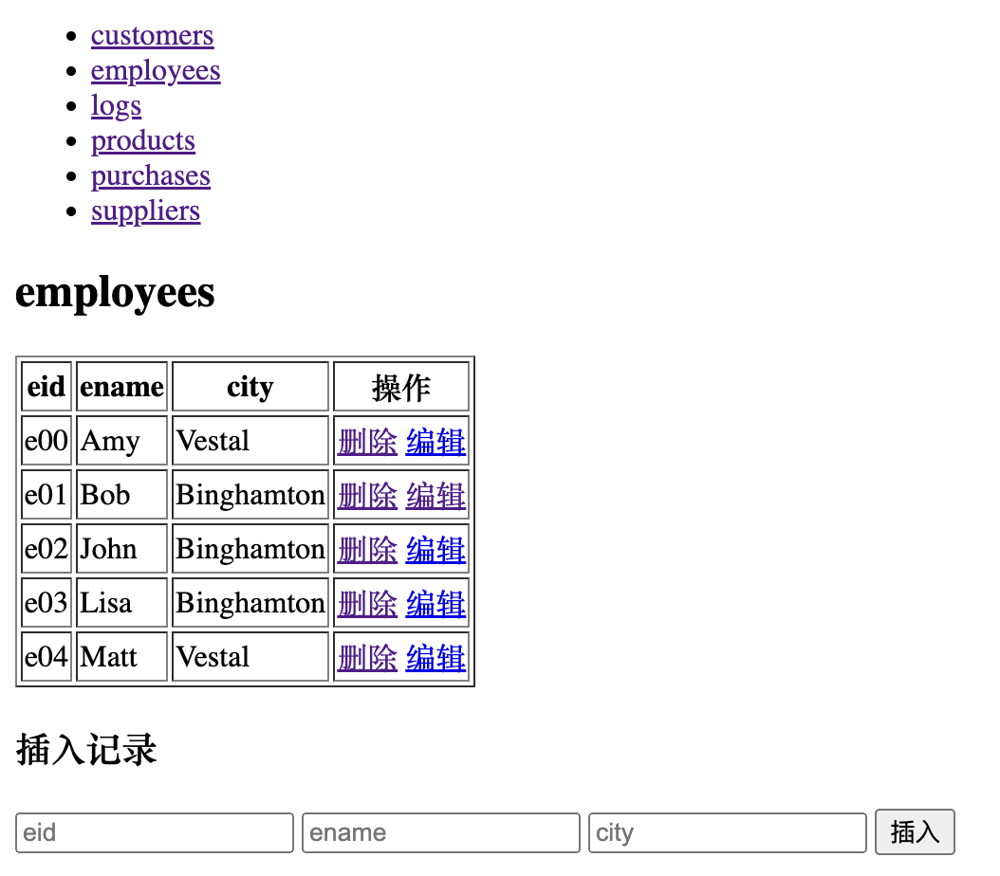 customers
employees
logs
products
purchases
suppliers
employees
eid ename city 操作
e00 Amy Vestal 删除 编辑
e01 Bob Binghamton 删除 编辑
e02 John Binghamton 删除 编辑
e03 Lisa Binghamton 删除 编辑
e04 Matt Vestal 删除 编辑
插入记录
eid ename city 插入